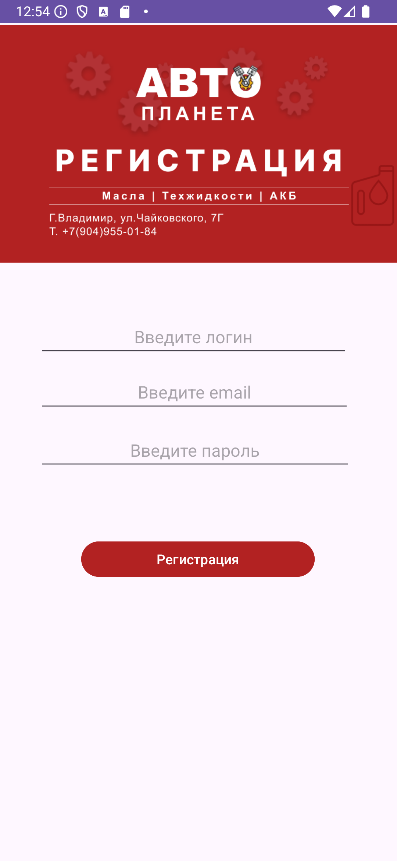 12:54
АВТО
ПЛАНЕТА
РЕГИСТРАЦИЯ
Масла | Техжидкости | АКБ
Г.Владимир, ул.Чайковского, 7Г
Т. +7(904)955-01-84
Введите логин
Введите email
Введите пароль
Регистрация